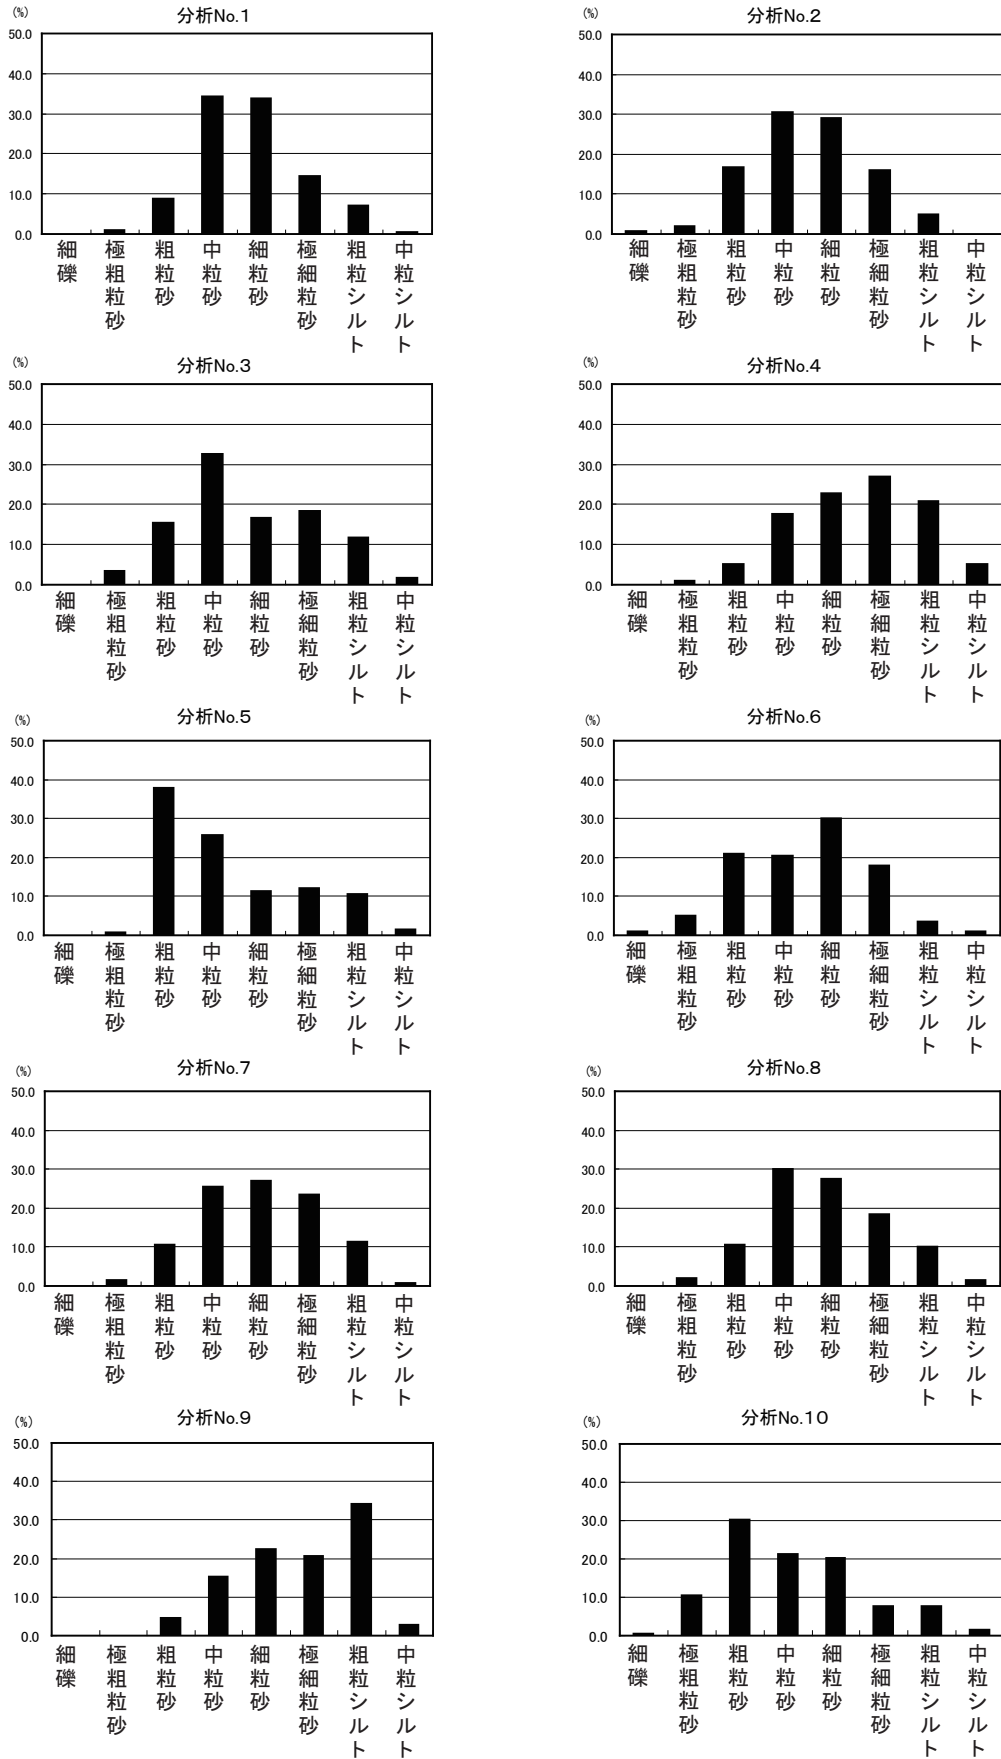 (%)
分析No.1
50.0
40.0
30.0
20.0
10.0
0.0
細礫
極粗粒砂
粗粒砂
中粒砂
細粒砂
極細粒砂
粗粒シルト
中粒シルト
(%)
分析No.2
50.0
40.0
30.0
20.0
10.0
0.0
細礫
極粗粒砂
粗粒砂
中粒砂
細粒砂
極細粒砂
粗粒シルト
中粒シルト
(%)
分析No.3
50.0
40.0
30.0
20.0
10.0
0.0
細礫
極粗粒砂
粗粒砂
中粒砂
細粒砂
極細粒砂
粗粒シルト
中粒シルト
(%)
分析No.4
50.0
40.0
30.0
20.0
10.0
0.0
細礫
極粗粒砂
粗粒砂
中粒砂
細粒砂
極細粒砂
粗粒シルト
中粒シルト
(%)
分析No.5
50.0
40.0
30.0
20.0
10.0
0.0
細礫
極粗粒砂
粗粒砂
中粒砂
細粒砂
極細粒砂
粗粒シルト
中粒シルト
(%)
分析No.6
50.0
40.0
30.0
20.0
10.0
0.0
細礫
極粗粒砂
粗粒砂
中粒砂
細粒砂
極細粒砂
粗粒シルト
中粒シルト
(%)
分析No.7
50.0
40.0
30.0
20.0
10.0
0.0
細礫
極粗粒砂
粗粒砂
中粒砂
細粒砂
極細粒砂
粗粒シルト
中粒シルト
(%)
分析No.8
50.0
40.0
30.0
20.0
10.0
0.0
細礫
極粗粒砂
粗粒砂
中粒砂
細粒砂
極細粒砂
粗粒シルト
中粒シルト
(%)
分析No.9
50.0
40.0
30.0
20.0
10.0
0.0
細礫
極粗粒砂
粗粒砂
中粒砂
細粒砂
極細粒砂
粗粒シルト
中粒シルト
(%)
分析No.10
50.0
40.0
30.0
20.0
10.0
0.0
細礫
極粗粒砂
粗粒砂
中粒砂
細粒砂
極細粒砂
粗粒シルト
中粒シルト